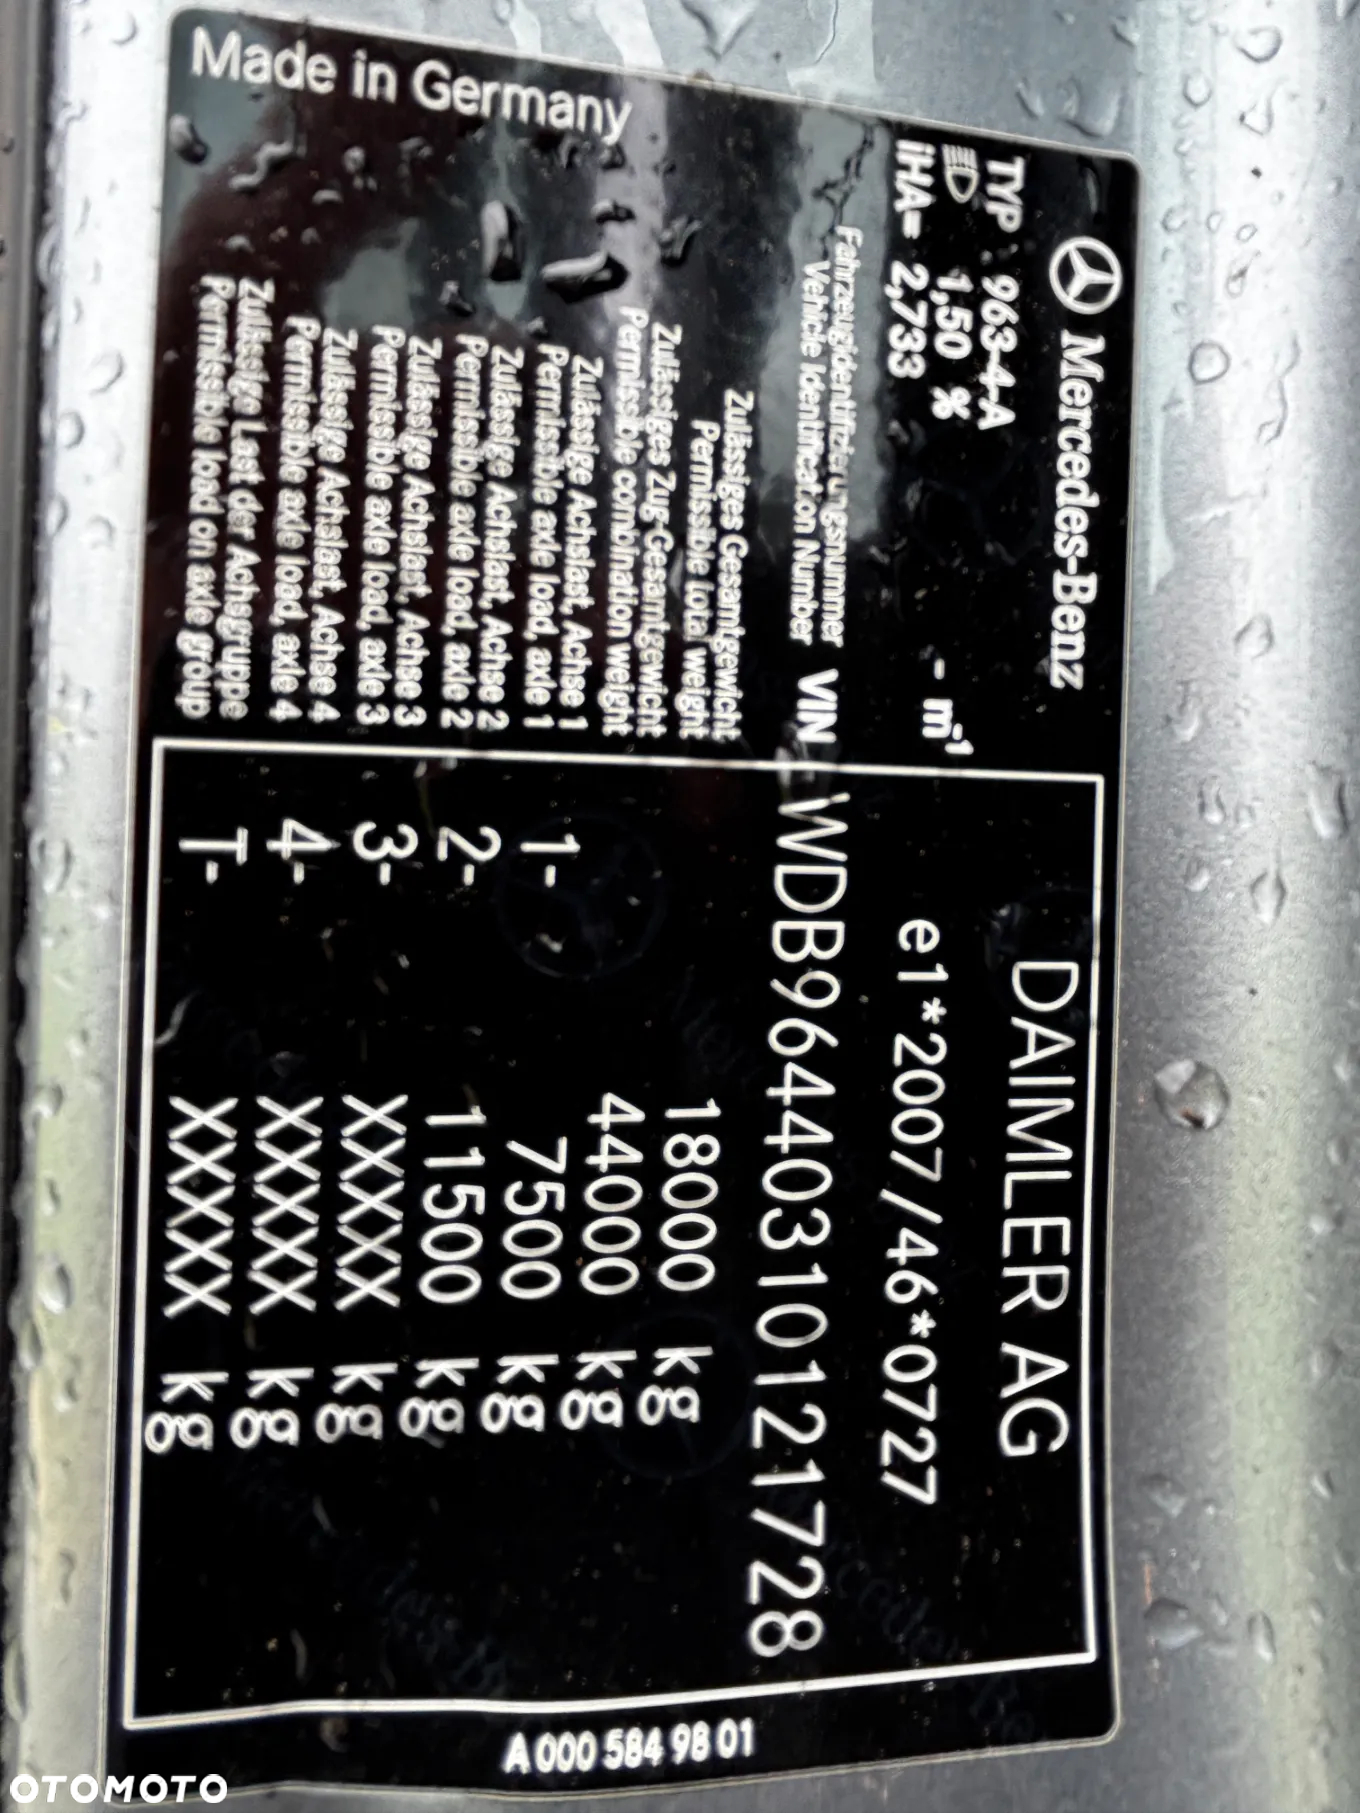 Mercedes-Benz
DAIMLER AG
TYP 963-4-A
1,50 % - m⁻¹
iHA= 2,733
e1*2007/46*0727
Fahrzeugidentifizierungsnummer
Vehicle Identification Number
VIN WDB9644031012 1728
Zulässiges Gesamtgewicht
Permissible total weight
18000 kg
Zulässiges Zug-Gesamtgewicht
Permissible combination weight
44000 kg
Zulässige Achslast, Achse 1
Permissible axle load, axle 1
1- 7500 kg
Zulässige Achslast, Achse 2
Permissible axle load, axle 2
2- 11500 kg
Zulässige Achslast, Achse 3
Permissible axle load, axle 3
3- XXXXX kg
Zulässige Achslast, Achse 4
Permissible axle load, axle 4
4- XXXXX kg
Zulässige Last der Achsgruppe
Permissible load on axle group
T- XXXXX kg
Made in Germany
A 000 584 98 01
OTOMOTO